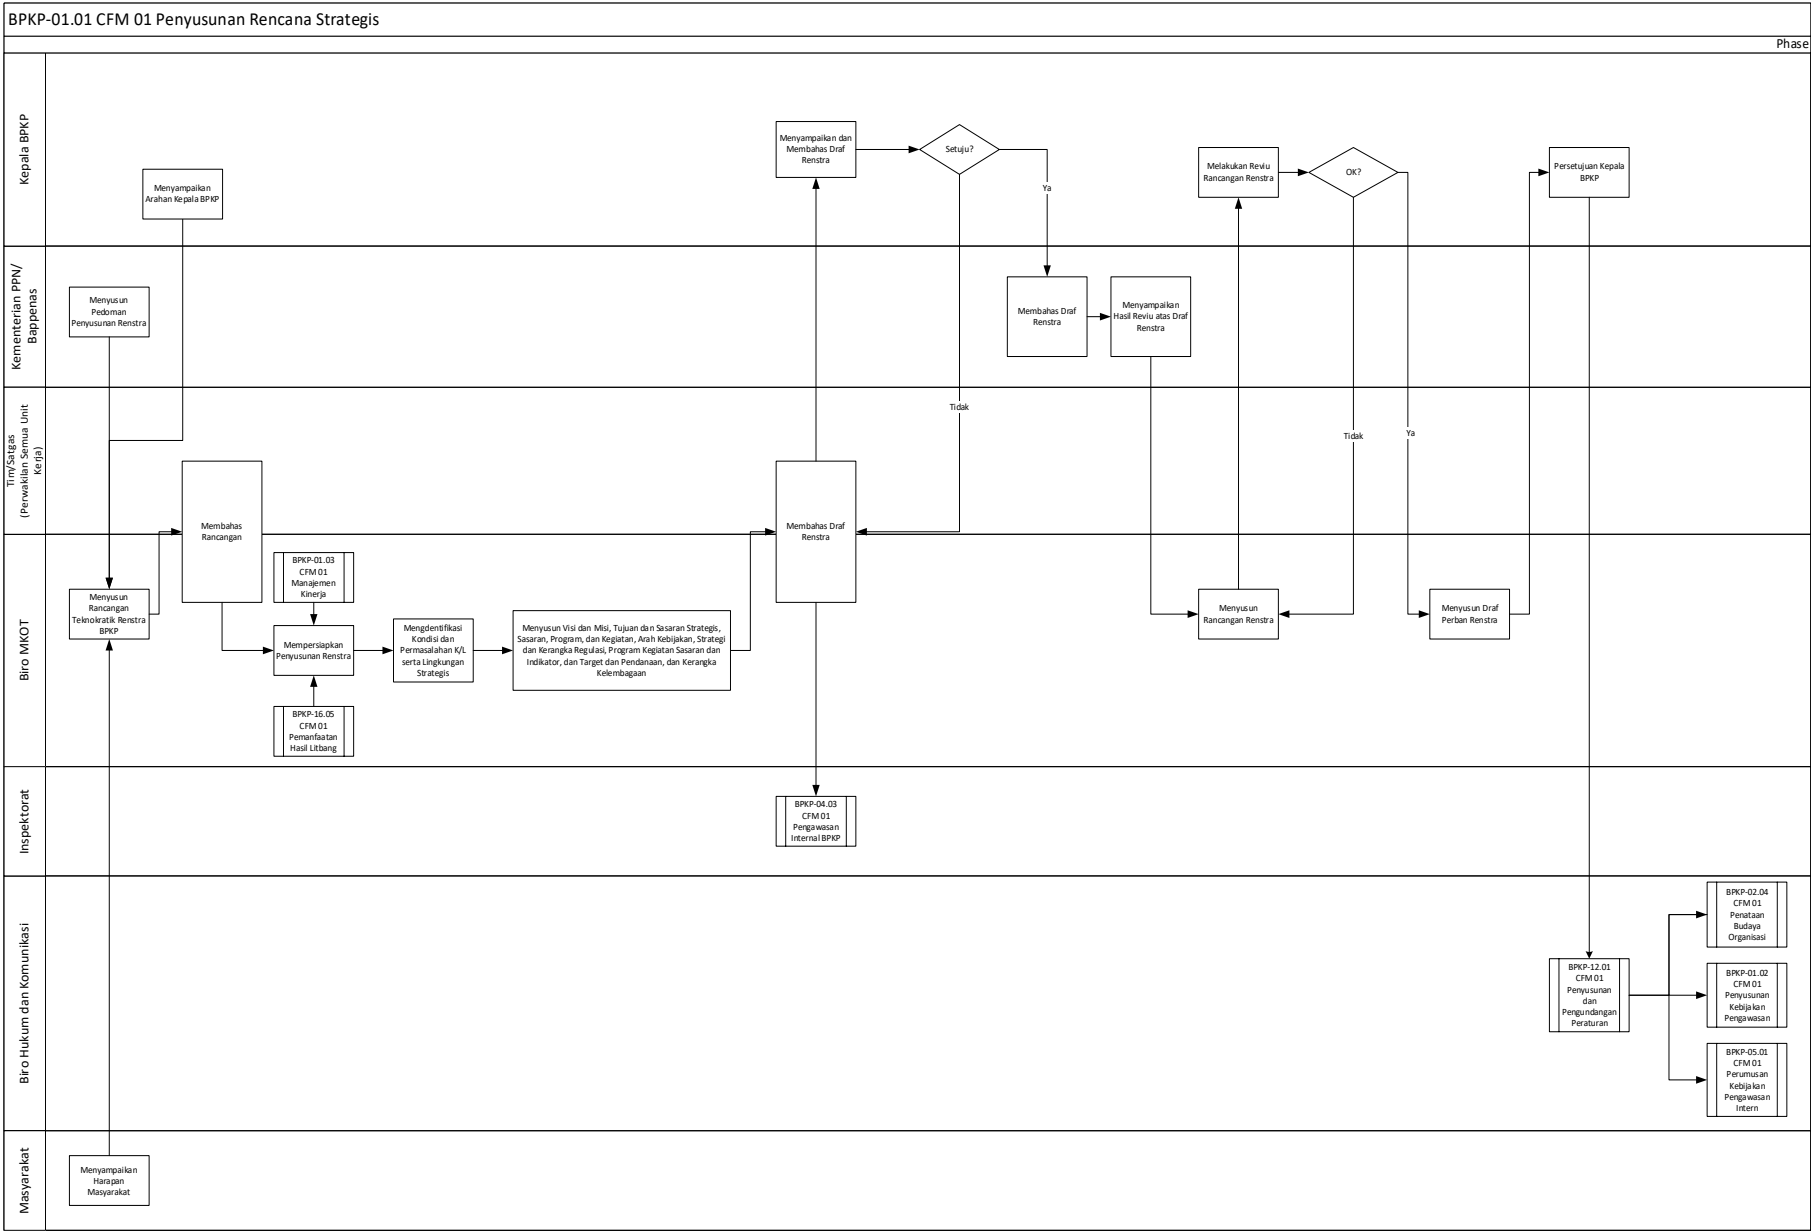 BPKP-01.01 CFM 01 Penyusunan Rencana Strategis
Phase
Kepala BPKP
Menyampaikan
Arahan Kepala BPKP
Menyampaikan dan
Membahas Draf
Renstra
Setuju?
Ya
Tidak
Melakukan Reviu
Rancangan Renstra
OK?
Tidak
Ya
Persetujuan Kepala
BPKP
Kementerian PPN/
Bappenas
Menyusun
Pedoman
Penyusunan Renstra
Membahas Draf
Renstra
Menyampaikan
Hasil Reviu atas Draf
Renstra
Tim/Satgas
(Perwakilan Semua Unit
Kerja)
Membahas
Rancangan
Membahas Draf
Renstra
Biro MKOT
Menyusun
Rancangan
Teknokratik Renstra
BPKP
BPKP-01.03
CFM 01
Manajemen
Kinerja
Mempersiapkan
Penyusunan Renstra
BPKP-16.05
CFM 01
Pemanfaatan
Hasil Litbang
Mengdentifikasi
Kondisi dan
Permasalahan K/L
serta Lingkungan
Strategis
Menyusun Visi dan Misi, Tujuan dan Sasaran Strategis,
Sasaran, Program, dan Kegiatan, Arah Kebijakan, Strategi
dan Kerangka Regulasi, Program Kegiatan Sasaran dan
Indikator, dan Target dan Pendanaan, dan Kerangka
Kelembagaan
Menyusun
Rancangan Renstra
Menyusun Draf
Perban Renstra
Inspektorat
BPKP-04.03
CFM 01
Pengawasan
Internal BPKP
Biro Hukum dan Komunikasi
BPKP-12.01
CFM 01
Penyusunan
dan
Pengundangan
Peraturan
BPKP-02.04
CFM 01
Penataan
Budaya
Organisasi
BPKP-01.02
CFM 01
Penyusunan
Kebijakan
Pengawasan
BPKP-05.01
CFM 01
Perumusan
Kebijakan
Pengawasan
Intern
Masyarakat
Menyampaikan
Harapan
Masyarakat